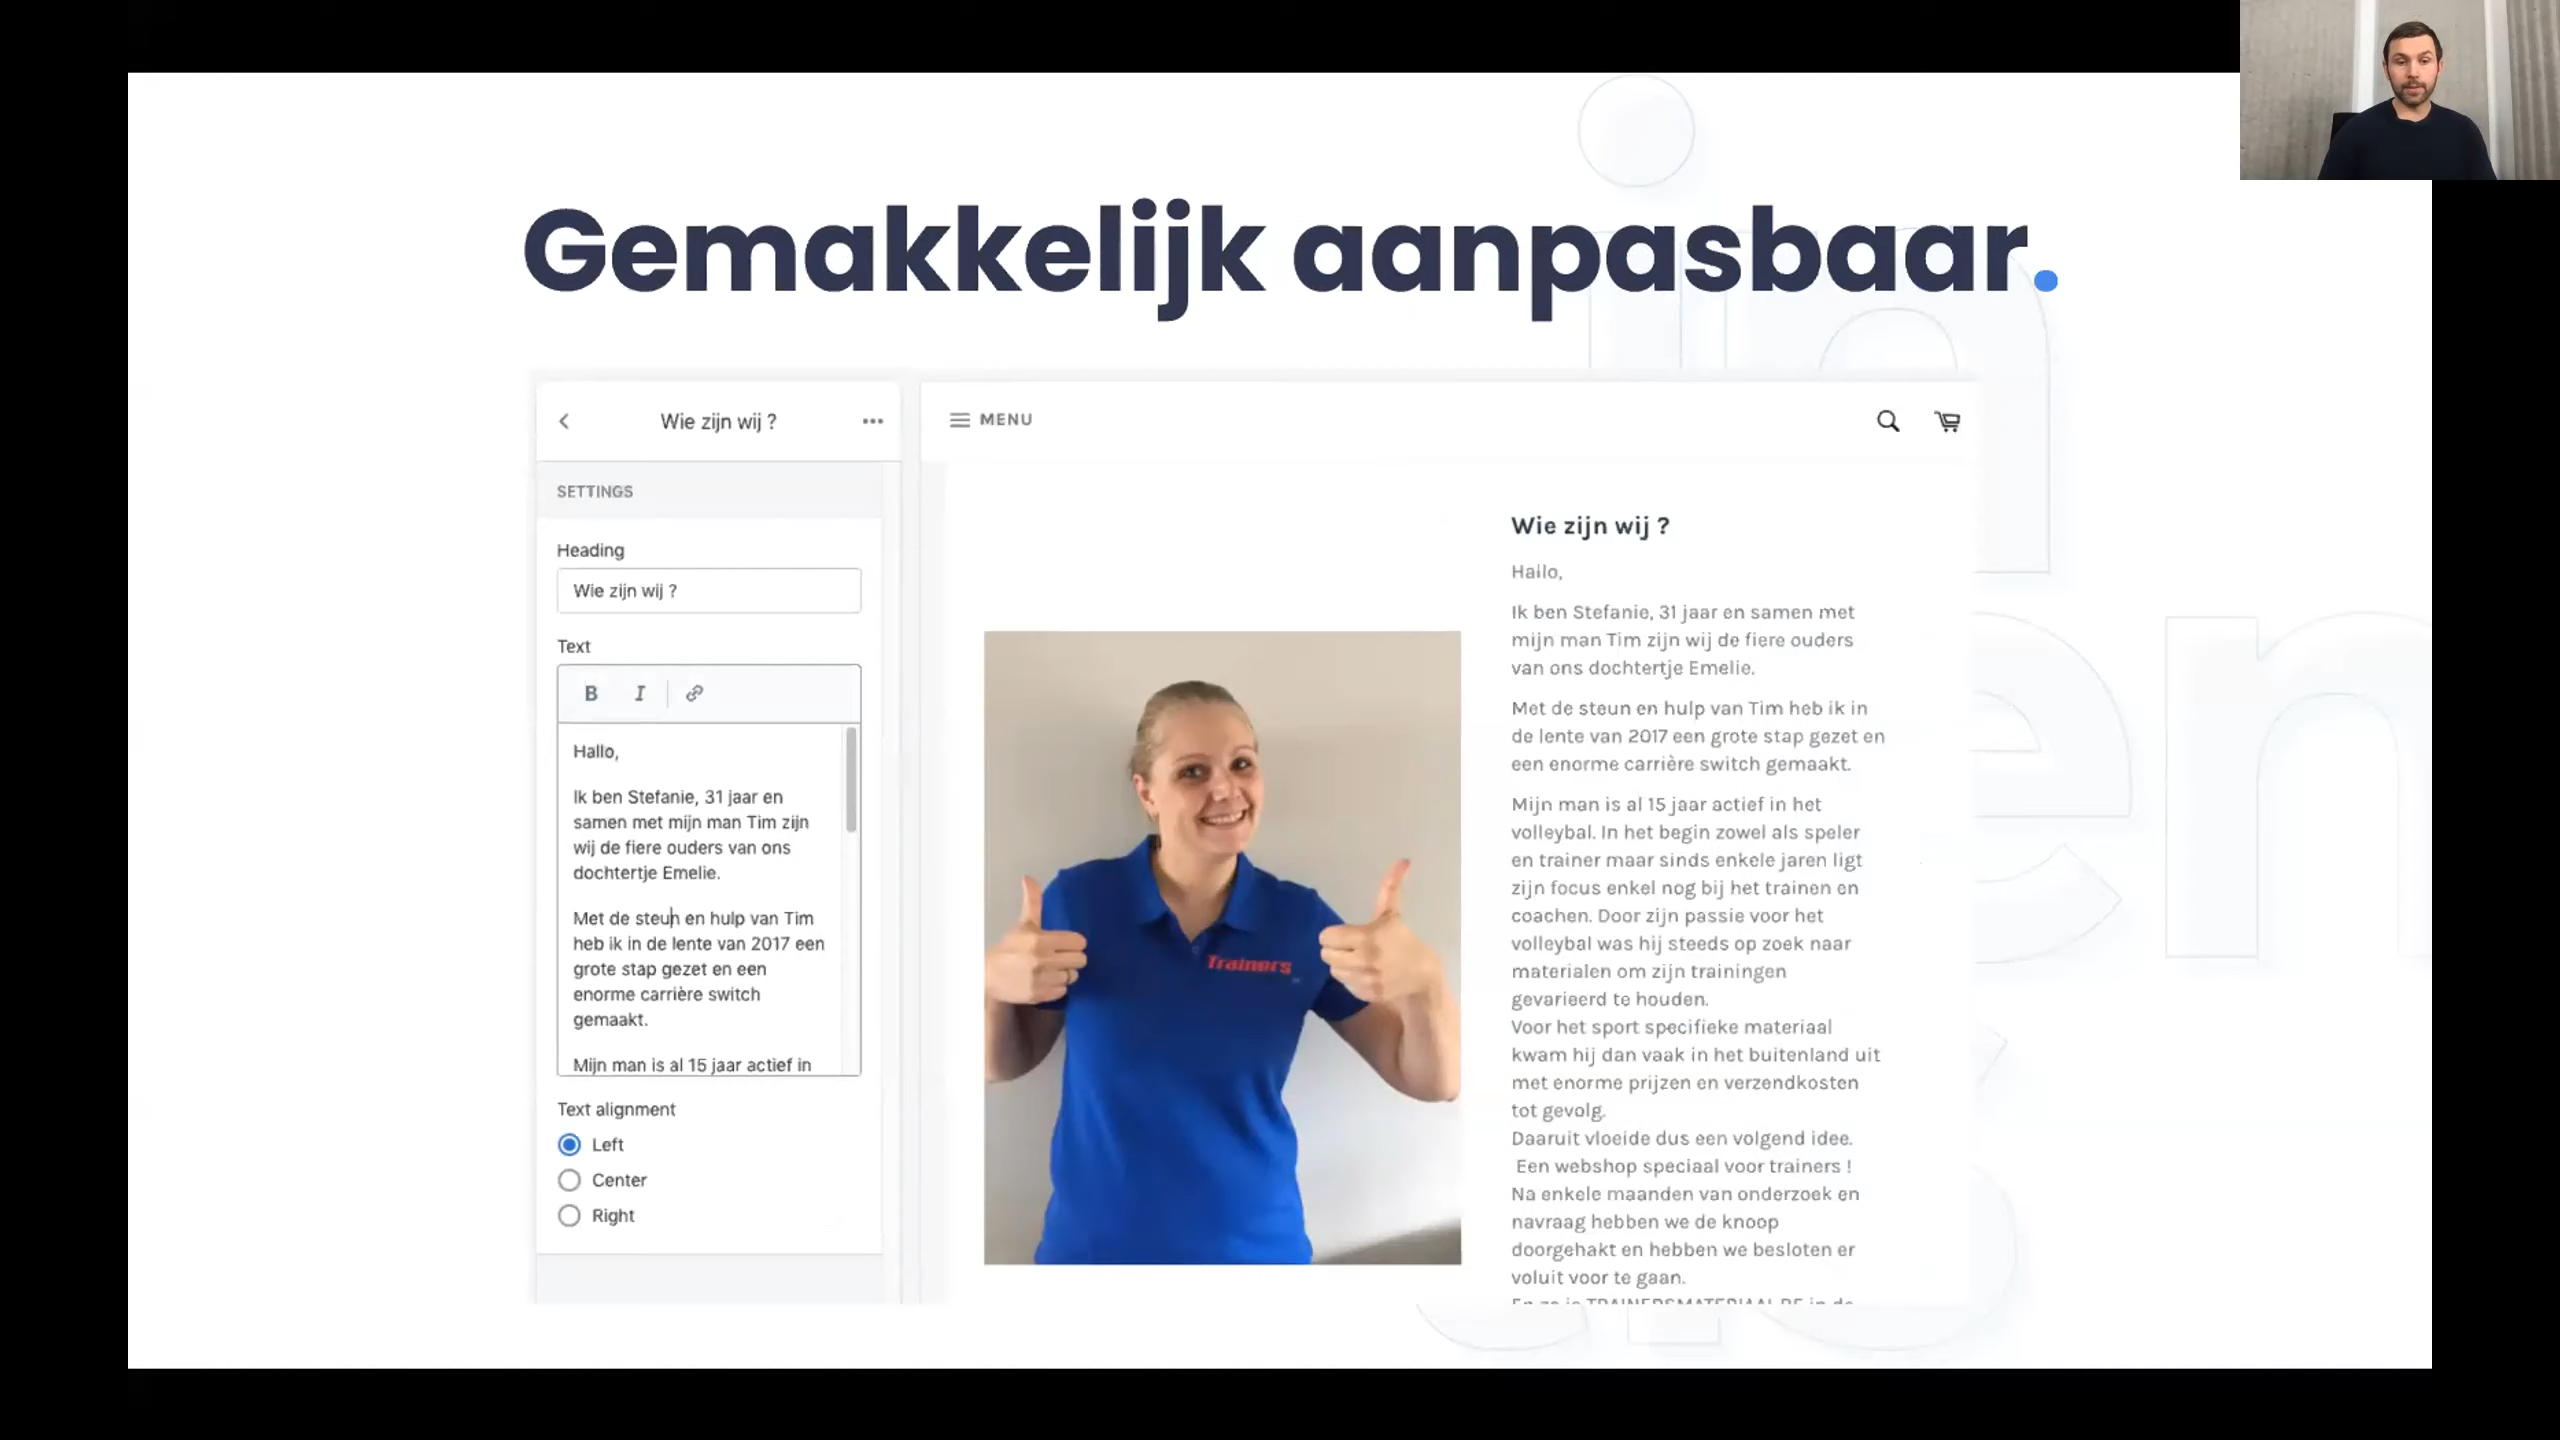 Gemakkelijk aanpasbaar.
Wie zijn wij ?
SETTINGS
Heading
Wie zijn wij ?
Text
B I
Hallo,
Ik ben Stefanie, 31 jaar en
samen met mijn man Tim zijn
wij de fiere ouders van ons
dochtertje Emelie.
Met de steun en hulp van Tim
heb ik in de lente van 2017 een
grote stap gezet en een
enorme carrière switch
gemaakt.
Mijn man is al 15 jaar actief in
Text alignment
Left
Center
Right
MENU
Trainers
Wie zijn wij ?
Hallo,
Ik ben Stefanie, 31 jaar en samen met
mijn man Tim zijn wij de fiere ouders
van ons dochtertje Emelie.
Met de steun en hulp van Tim heb ik in
de lente van 2017 een grote stap gezet en
een enorme carrière switch gemaakt.
Mijn man is al 15 jaar actief in het
volleybal. In het begin zowel als speler
en trainer maar sinds enkele jaren ligt
zijn focus enkel nog bij het trainen en
coachen. Door zijn passie voor het
volleybal was hij steeds op zoek naar
materialen om zijn trainingen
gevarieerd te houden.
Voor het sport specifieke materiaal
kwam hij dan vaak in het buitenland uit
met enorme prijzen en verzendkosten
tot gevolg.
Daaruit vloeide dus een volgend idee.
Een webshop speciaal voor trainers !
Na enkele maanden van onderzoek en
navraag hebben we de knoop
doorgehakt en hebben we besloten er
voluit voor te gaan.
En zo is TRAINERSMATERIAAL.BE in de